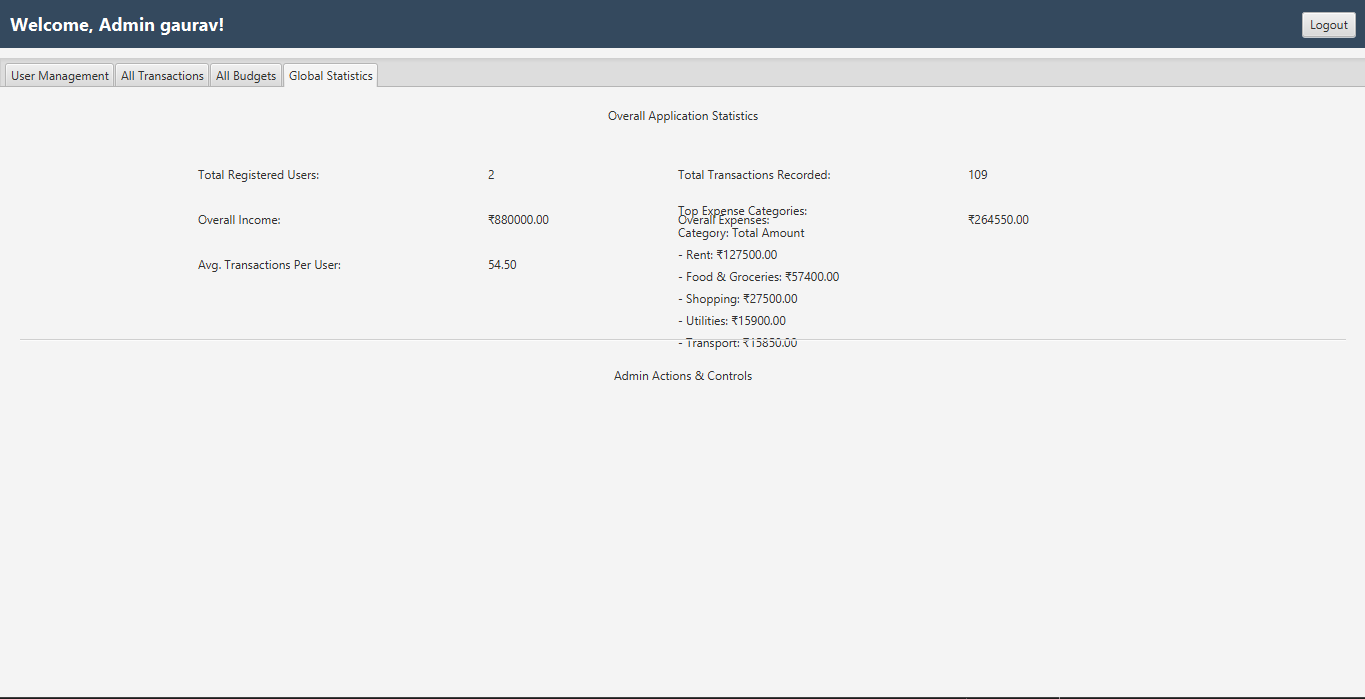 Welcome, Admin gaurav!
Logout
User Management
All Transactions
All Budgets
Global Statistics
Overall Application Statistics
Total Registered Users: 2
Total Transactions Recorded: 109
Overall Income: ₹880000.00
Top Expense Categories:
Overall Expenses: ₹264550.00
Category: Total Amount
- Rent: ₹127500.00
Avg. Transactions Per User: 54.50
- Food & Groceries: ₹57400.00
- Shopping: ₹27500.00
- Utilities: ₹15900.00
- Transport: ₹15850.00
Admin Actions & Controls